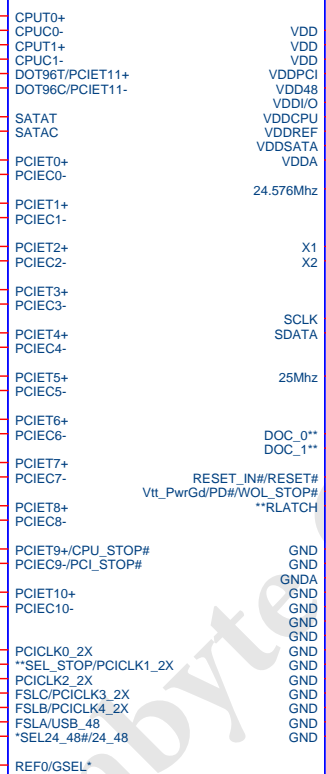 CPUT0+
CPUC0- VDD
CPUT1+ VDD
CPUC1- VDD
DOT96T/PCIET11+ VDDPCI
DOT96C/PCIET11- VDD48
VDDI/O
SATAT VDDCPU
SATAC VDDREF
VDDSATA
PCIET0+ VDDA
PCIEC0-
24.576Mhz
PCIET1+
PCIEC1-
PCIET2+ X1
PCIEC2- X2
PCIET3+
PCIEC3-
SCLK
PCIET4+ SDATA
PCIEC4-
PCIET5+ 25Mhz
PCIEC5-
PCIET6+
PCIEC6- DOC_0**
DOC_1**
PCIET7+
PCIEC7- RESET_IN#/RESET#
Vtt_PwrGd/PD#/WOL_STOP#
PCIET8+ **RLATCH
PCIEC8-
PCIET9+/CPU_STOP# GND
PCIEC9-/PCI_STOP# GND
GNDA
PCIET10+ GND
PCIEC10- GND
GND
GND
PCICLK0_2X GND
**SEL_STOP/PCICLK1_2X GND
PCICLK2_2X GND
FSLC/PCICLK3_2X GND
FSLB/PCICLK4_2X GND
FSLA/USB_48 GND
*SEL24_48#/24_48 GND
REF0/GSEL*